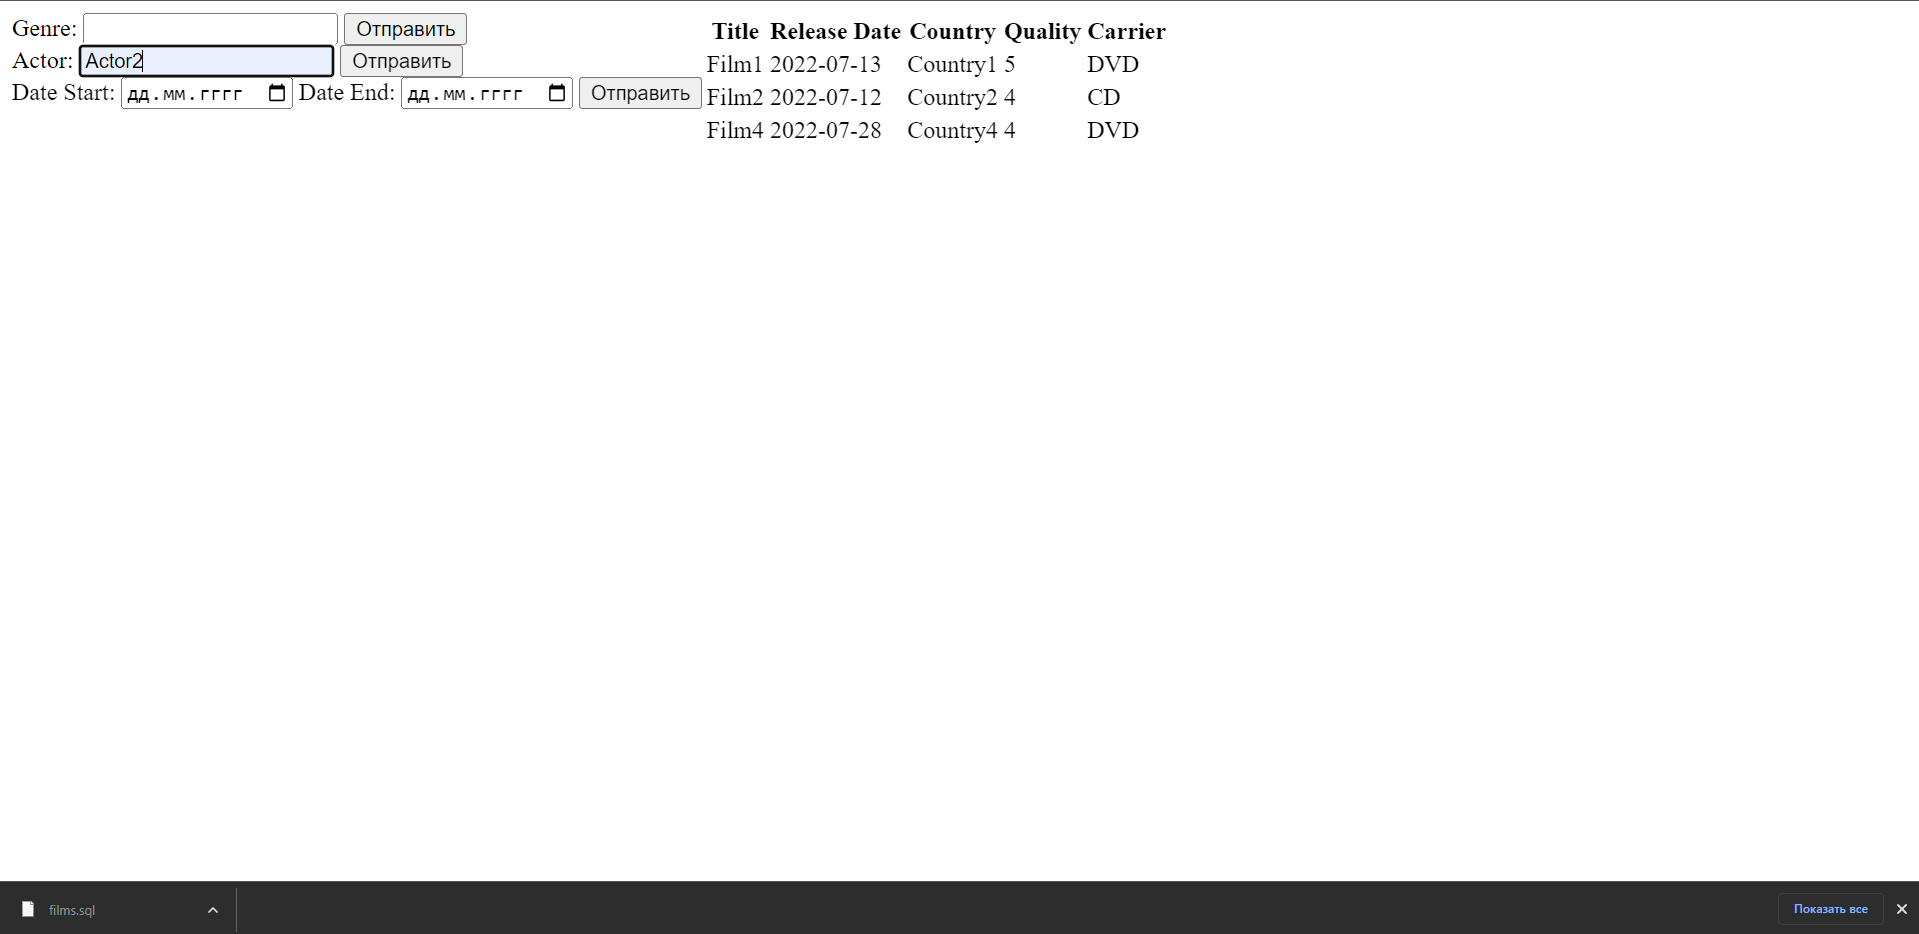 Genre: Отправить
Actor: Actor2 Отправить
Date Start: дд.мм.гггг Date End: дд.мм.гггг Отправить
Title Release Date Country Quality Carrier
Film1 2022-07-13 Country1 5 DVD
Film2 2022-07-12 Country2 4 CD
Film4 2022-07-28 Country4 4 DVD
films.sql
Показать все